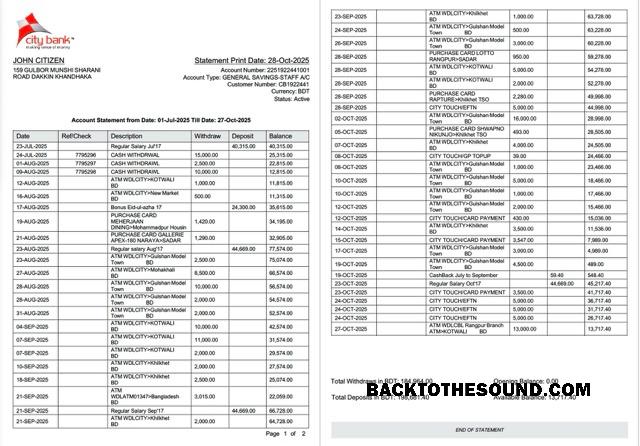 city bank
making sense of money
JOHN CITIZEN
159 GULBOR MUNSHI SHARANI
ROAD DAKKIN KHANDHAKA
Statement Print Date: 28-Oct-2025
Account Number: 2251922441001
Account Type: GENERAL SAVINGS-STAFF A/C
Customer Number: CB1922441
Currency: BDT
Status: Active
Account Statement from Date: 01-Jul-2025 Till Date: 27-Oct-2025
Date Ref/Check Description Withdraw Deposit Balance
23-JUL-2025 Regular Salary Jul'17 40,315.00 40,315.00
24-JUL-2025 7795296 CASH WITHDRWAL 15,000.00 25,315.00
01-AUG-2025 7795297 CASH WITHDRAWL 2,500.00 22,815.00
09-AUG-2025 7795298 CASH WITHDRAWL 10,000.00 12,815.00
12-AUG-2025 ATM WDLCITY>KOTWALI BD 1,000.00 11,815.00
16-AUG-2025 ATM WDLCITY>New Market BD 500.00 11,315.00
17-AUG-2025 Bonus Eid-ul-azha 17 24,300.00 35,615.00
19-AUG-2025 PURCHASE CARD MEHERJAAN DINING>Mohammadpur Housin 1,420.00 34,195.00
21-AUG-2025 PURCHASE CARD GALLERIE APEX-180 NARAYA>SADAR 1,290.00 32,905.00
23-AUG-2025 Regular salary Aug'17 44,669.00 77,574.00
23-AUG-2025 ATM WDLCITY>Gulshan Model Town BD 2,500.00 75,074.00
27-AUG-2025 ATM WDLCITY>Mohakhali BD 8,500.00 66,574.00
28-AUG-2025 ATM WDLCITY>Gulshan Model Town BD 10,000.00 56,574.00
28-AUG-2025 ATM WDLCITY>Gulshan Model Town BD 2,000.00 54,574.00
31-AUG-2025 ATM WDLCITY>Gulshan Model Town BD 2,000.00 52,574.00
04-SEP-2025 ATM WDLCITY>KOTWALI BD 10,000.00 42,574.00
07-SEP-2025 ATM WDLCITY>KOTWALI BD 11,000.00 31,574.00
07-SEP-2025 ATM WDLCITY>KOTWALI BD 2,000.00 29,574.00
10-SEP-2025 ATM WDLCITY>Khilkhet BD 2,000.00 27,574.00
18-SEP-2025 ATM WDLCITY>Khilkhet BD 2,500.00 25,074.00
21-SEP-2025 ATM WDLATM01347>Bangladesh BD 3,015.00 22,059.00
21-SEP-2025 Regular Salary Sep'17 44,669.00 66,728.00
21-SEP-2025 ATM WDLCITY>Khilkhet BD 2,000.00 64,728.00
Page 1 of 2
23-SEP-2025 ATM WDLCITY>Khilkhet BD 1,000.00 63,728.00
24-SEP-2025 ATM WDLCITY>Gulshan Model Town BD 500.00 63,228.00
26-SEP-2025 ATM WDLCITY>Gulshan Model Town BD 3,000.00 60,228.00
28-SEP-2025 PURCHASE CARD LOTTO RANGPUR>SADAR 950.00 59,278.00
28-SEP-2025 ATM WDLCITY>KOTWALI BD 5,000.00 54,278.00
28-SEP-2025 ATM WDLCITY>KOTWALI BD 2,000.00 52,278.00
28-SEP-2025 PURCHASE CARD RAPTURE>Khilkhet TSO 2,280.00 49,998.00
28-SEP-2025 CITY TOUCH/EFTN 5,000.00 44,998.00
02-OCT-2025 ATM WDLCITY>Gulshan Model Town BD 16,000.00 28,998.00
05-OCT-2025 PURCHASE CARD SHWAPNO NIKUNJO>Khilkhet TSO 493.00 28,505.00
07-OCT-2025 ATM WDLCITY>Khilkhet BD 4,000.00 24,505.00
07-OCT-2025 CITY TOUCH/GP TOPUP 39.00 24,466.00
08-OCT-2025 ATM WDLCITY>Gulshan Model Town BD 1,000.00 23,466.00
10-OCT-2025 ATM WDLCITY>Gulshan Model Town BD 5,000.00 18,466.00
10-OCT-2025 ATM WDLCITY>Gulshan Model Town BD 1,000.00 17,466.00
12-OCT-2025 ATM WDLCITY>Gulshan Model Town BD 2,000.00 15,466.00
12-OCT-2025 CITY TOUCH/CARD PAYMENT 430.00 15,036.00
14-OCT-2025 ATM WDLCITY>Khilkhet BD 3,500.00 11,536.00
15-OCT-2025 CITY TOUCH/CARD PAYMENT 3,547.00 7,989.00
17-OCT-2025 ATM WDLCITY>Gulshan Model Town BD 3,000.00 4,989.00
19-OCT-2025 ATM WDLCITY>Gulshan Model Town BD 4,500.00 489.00
19-OCT-2025 CashBack July to September 59.40 548.40
23-OCT-2025 Regular Salary Oct'17 44,669.00 45,217.40
23-OCT-2025 CITY TOUCH/CARD PAYMENT 3,500.00 41,717.40
24-OCT-2025 CITY TOUCH/EFTN 5,000.00 36,717.40
24-OCT-2025 CITY TOUCH/EFTN 5,000.00 31,717.40
24-OCT-2025 CITY TOUCH/EFTN 5,000.00 26,717.40
27-OCT-2025 ATM WDLCBL Rangpur Branch ATM>KOTWALI BD 13,000.00 13,717.40
Total Withdraws in BDT: 184,964.00 Opening Balance: 0.00
BACKTOTHESOUND.COM
Total Deposits in BDT: 198,681.40 Available Balance: 13,717.40
END OF STATEMENT